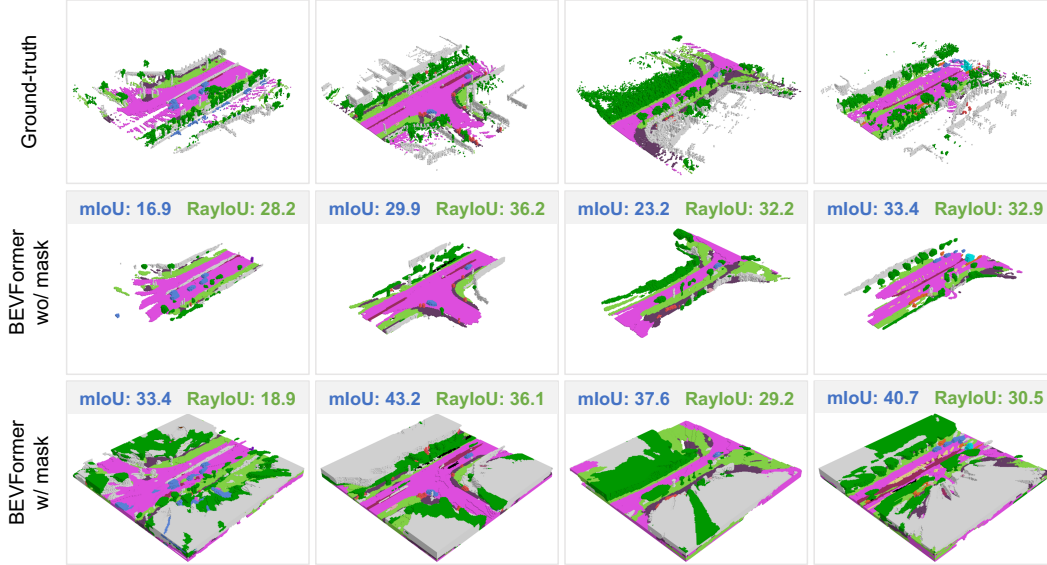 Ground-truth
BEVFormer
wo/ mask
mIoU: 16.9 RayIoU: 28.2
mIoU: 29.9 RayIoU: 36.2
mIoU: 23.2 RayIoU: 32.2
mIoU: 33.4 RayIoU: 32.9
BEVFormer
w/ mask
mIoU: 33.4 RayIoU: 18.9
mIoU: 43.2 RayIoU: 36.1
mIoU: 37.6 RayIoU: 29.2
mIoU: 40.7 RayIoU: 30.5